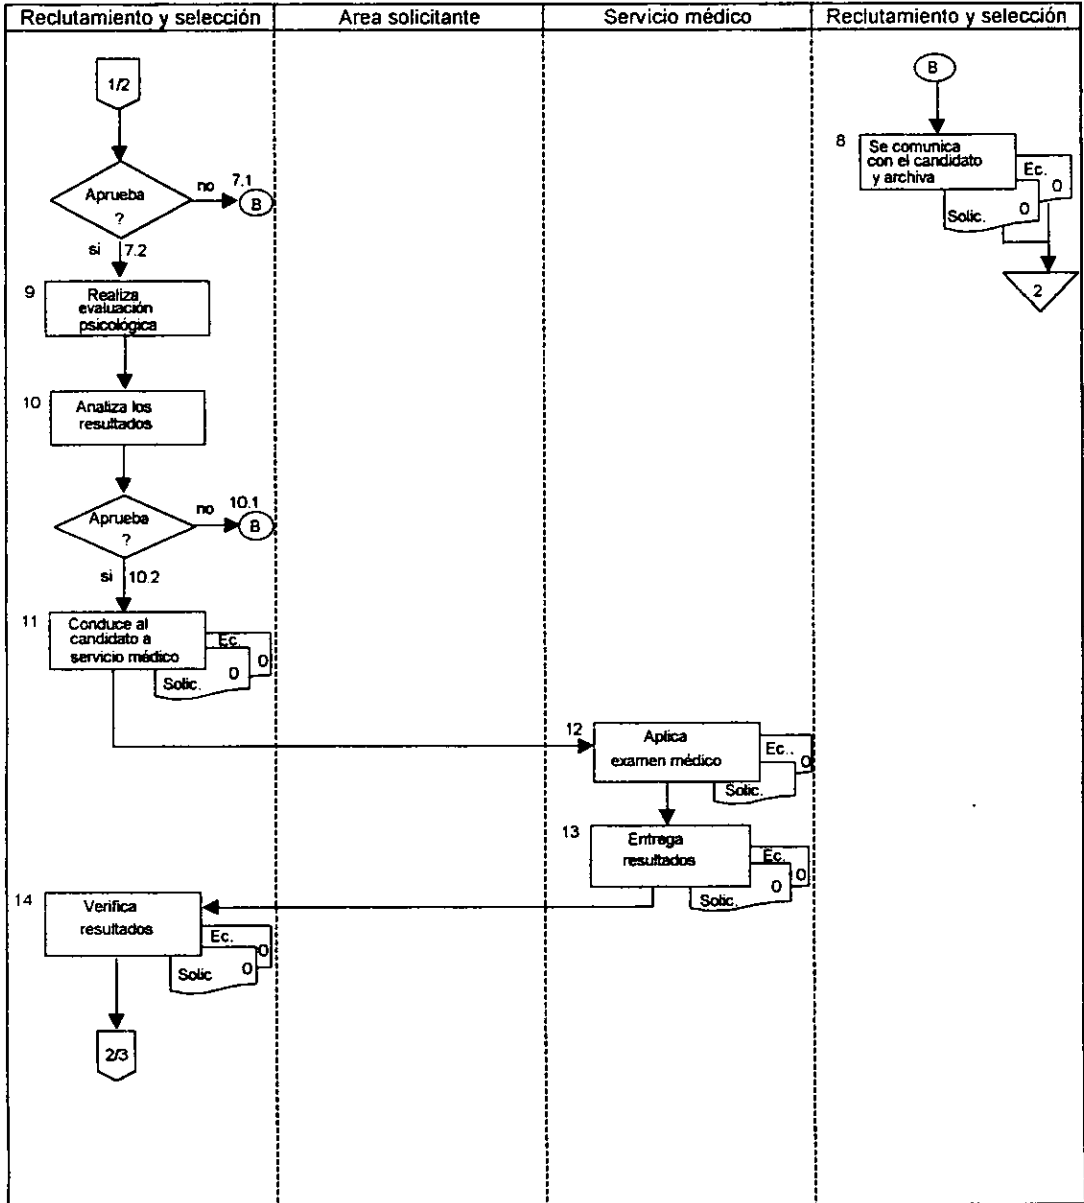 Reclutamiento y selección
Area solicitante
Servicio médico
Reclutamiento y selección
1/2
Aprueba
?
no
7.1
B
si
7.2
9
Realiza
evaluación
psicológica
10
Analiza los
resultados
Aprueba
?
no
10.1
B
si
10.2
11
Conduce al
candidato a
servicio médico
Ec.
0
Solic.
0
12
Aplica
examen médico
Ec..
0
Solic.
13
Entrega
resultados
Ec.
0
Solic.
0
14
Verifica
resultados
Ec.
0
Solic
0
2/3
B
8
Se comunica
con el candidato
y archiva
Ec.
0
Solic.
0
2